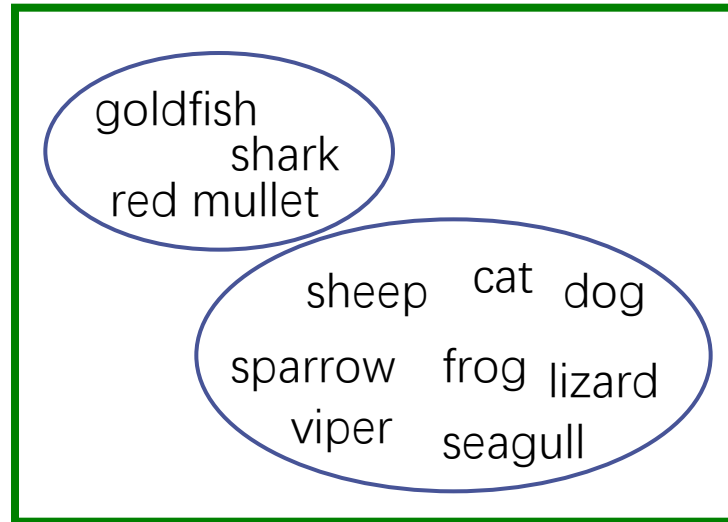 goldfish
shark
red mullet
sheep cat dog
sparrow frog lizard
viper seagull